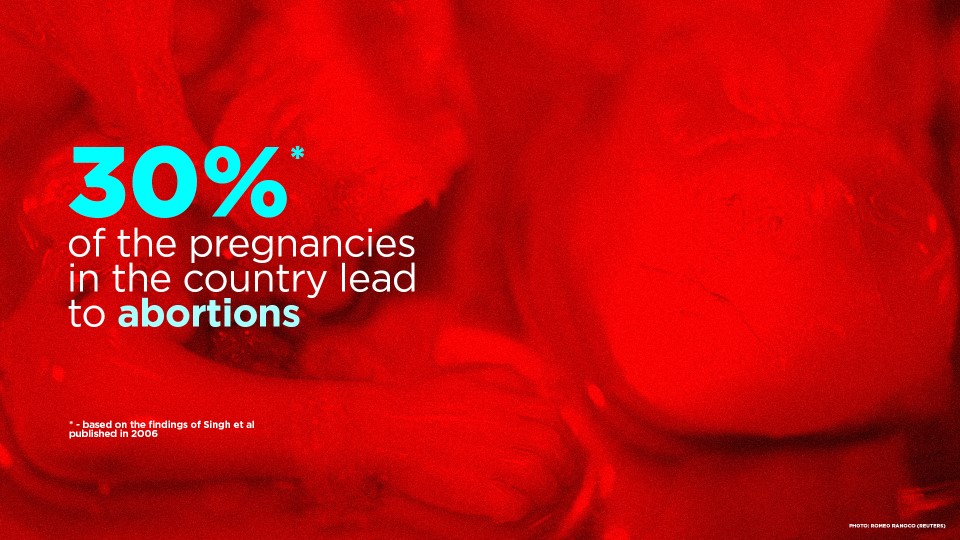 30%*
of the pregnancies
in the country lead
to abortions
* - based on the findings of Singh et al
published in 2006
PHOTO: ROMEO RANOCO (REUTERS)